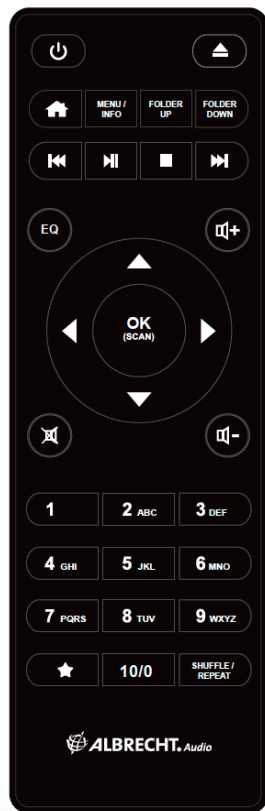 MENU / INFO
FOLDER UP
FOLDER DOWN
EQ
+
OK
(SCAN)
-
1
2 ABC
3 DEF
4 GHI
5 JKL
6 MNO
7 PQRS
8 TUV
9 WXYZ
10/0
SHUFFLE / REPEAT
ALBRECHT. Audio